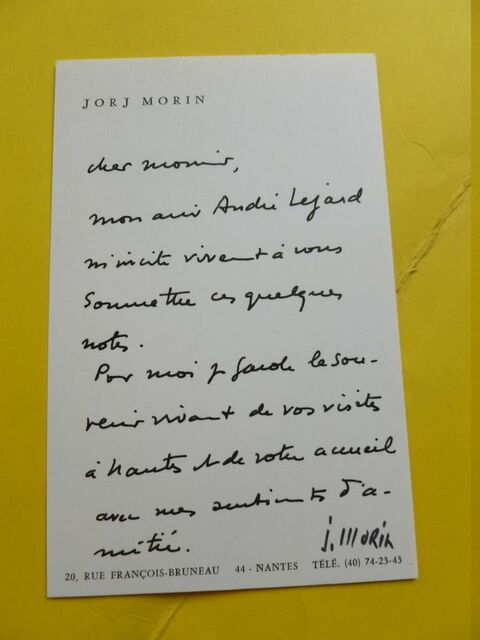 JORJ MORIN
cher monsieur,
mon ami André Lejard
m'incite vivement à vous
soumettre ces quelques
notes.
Pour moi je garde le sou-
venir vivant de vos visites
à Nantes et de votre accueil
avec mes sentiments d'a-
mitié.
J. MORIN
20, RUE FRANÇOIS-BRUNEAU 44 - NANTES TÉLÉ. (40) 74-23-43